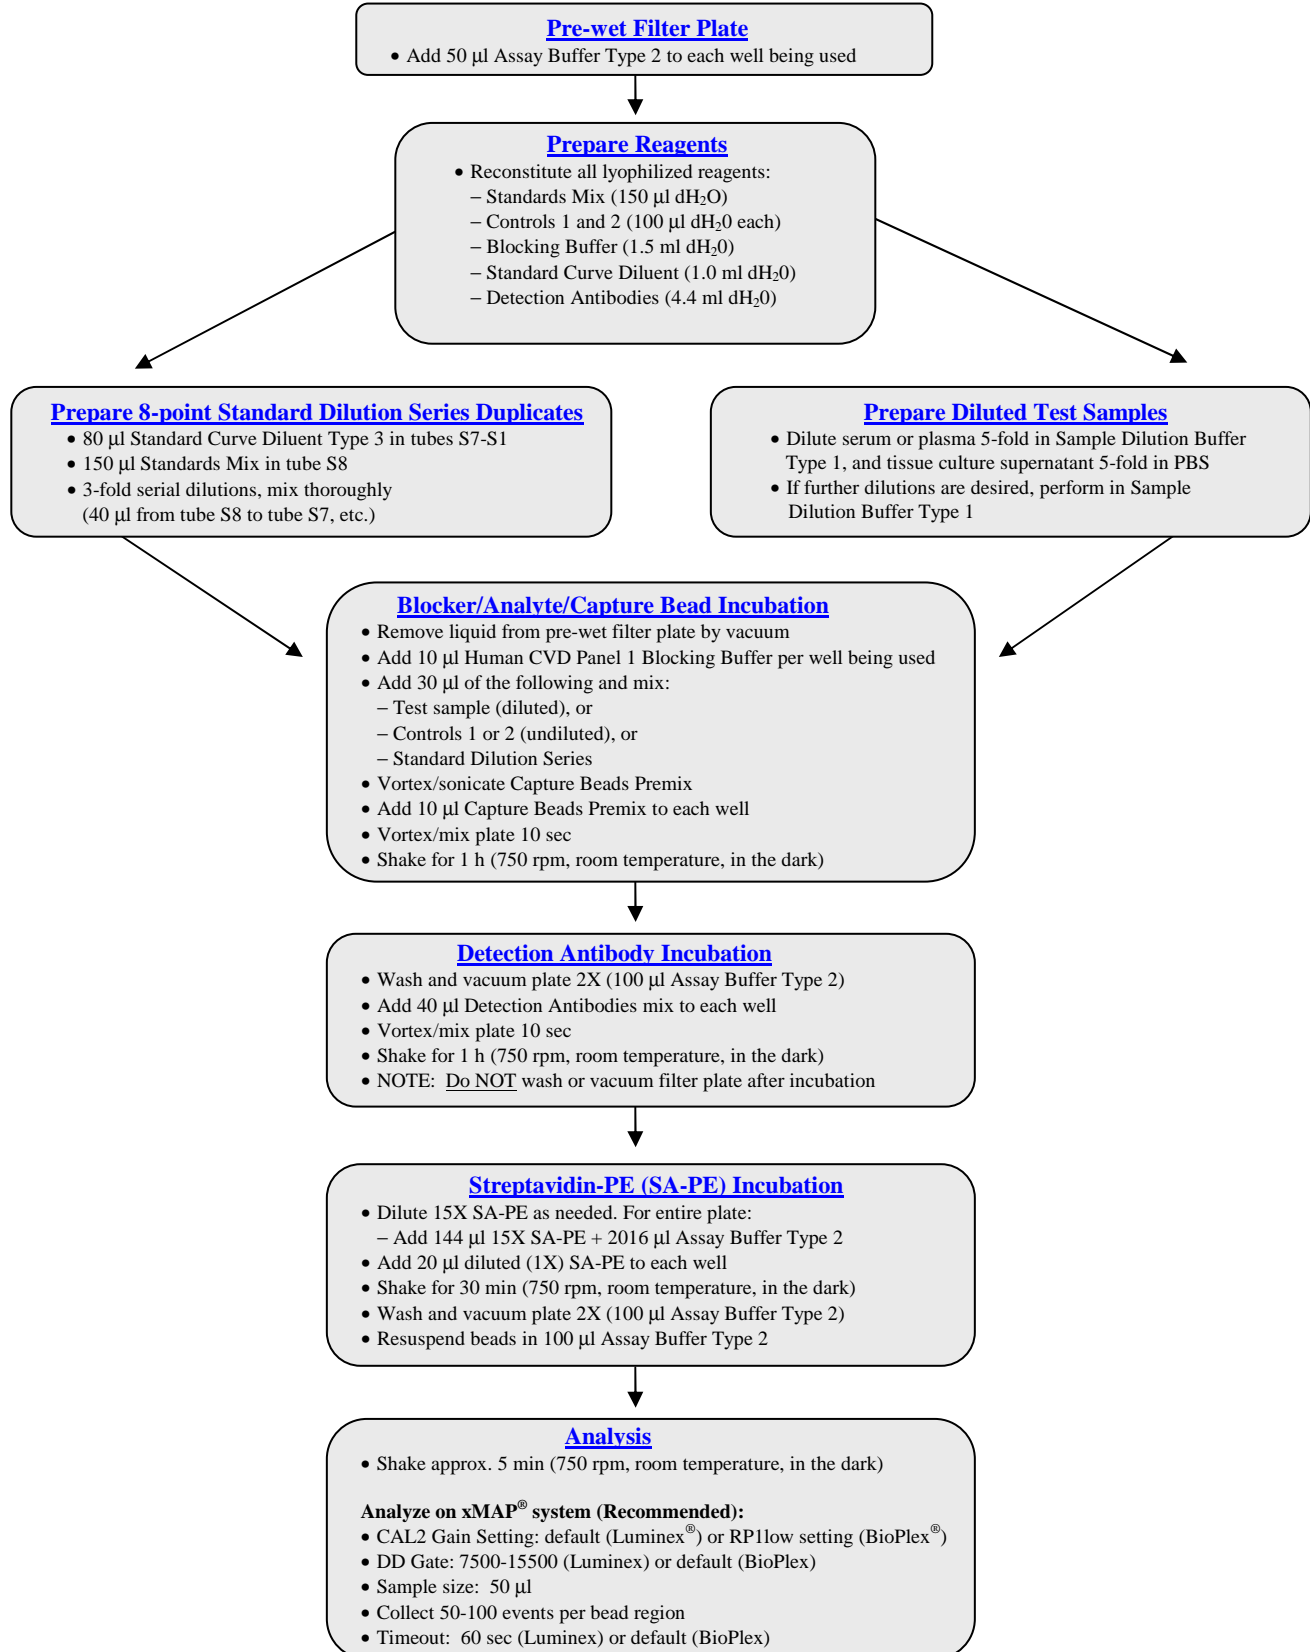 Pre-wet Filter Plate
• Add 50 µl Assay Buffer Type 2 to each well being used
Prepare Reagents
• Reconstitute all lyophilized reagents:
– Standards Mix (150 µl dH₂O)
– Controls 1 and 2 (100 µl dH₂0 each)
– Blocking Buffer (1.5 ml dH₂0)
– Standard Curve Diluent (1.0 ml dH₂0)
– Detection Antibodies (4.4 ml dH₂0)
Prepare 8-point Standard Dilution Series Duplicates
• 80 µl Standard Curve Diluent Type 3 in tubes S7-S1
• 150 µl Standards Mix in tube S8
• 3-fold serial dilutions, mix thoroughly
(40 µl from tube S8 to tube S7, etc.)
Prepare Diluted Test Samples
• Dilute serum or plasma 5-fold in Sample Dilution Buffer
Type 1, and tissue culture supernatant 5-fold in PBS
• If further dilutions are desired, perform in Sample
Dilution Buffer Type 1
Blocker/Analyte/Capture Bead Incubation
• Remove liquid from pre-wet filter plate by vacuum
• Add 10 µl Human CVD Panel 1 Blocking Buffer per well being used
• Add 30 µl of the following and mix:
– Test sample (diluted), or
– Controls 1 or 2 (undiluted), or
– Standard Dilution Series
• Vortex/sonicate Capture Beads Premix
• Add 10 µl Capture Beads Premix to each well
• Vortex/mix plate 10 sec
• Shake for 1 h (750 rpm, room temperature, in the dark)
Detection Antibody Incubation
• Wash and vacuum plate 2X (100 µl Assay Buffer Type 2)
• Add 40 µl Detection Antibodies mix to each well
• Vortex/mix plate 10 sec
• Shake for 1 h (750 rpm, room temperature, in the dark)
• NOTE: Do NOT wash or vacuum filter plate after incubation
Streptavidin-PE (SA-PE) Incubation
• Dilute 15X SA-PE as needed. For entire plate:
– Add 144 µl 15X SA-PE + 2016 µl Assay Buffer Type 2
• Add 20 µl diluted (1X) SA-PE to each well
• Shake for 30 min (750 rpm, room temperature, in the dark)
• Wash and vacuum plate 2X (100 µl Assay Buffer Type 2)
• Resuspend beads in 100 µl Assay Buffer Type 2
Analysis
• Shake approx. 5 min (750 rpm, room temperature, in the dark)
Analyze on xMAP® system (Recommended):
• CAL2 Gain Setting: default (Luminex®) or RP1low setting (BioPlex®)
• DD Gate: 7500-15500 (Luminex) or default (BioPlex)
• Sample size: 50 µl
• Collect 50-100 events per bead region
• Timeout: 60 sec (Luminex) or default (BioPlex)